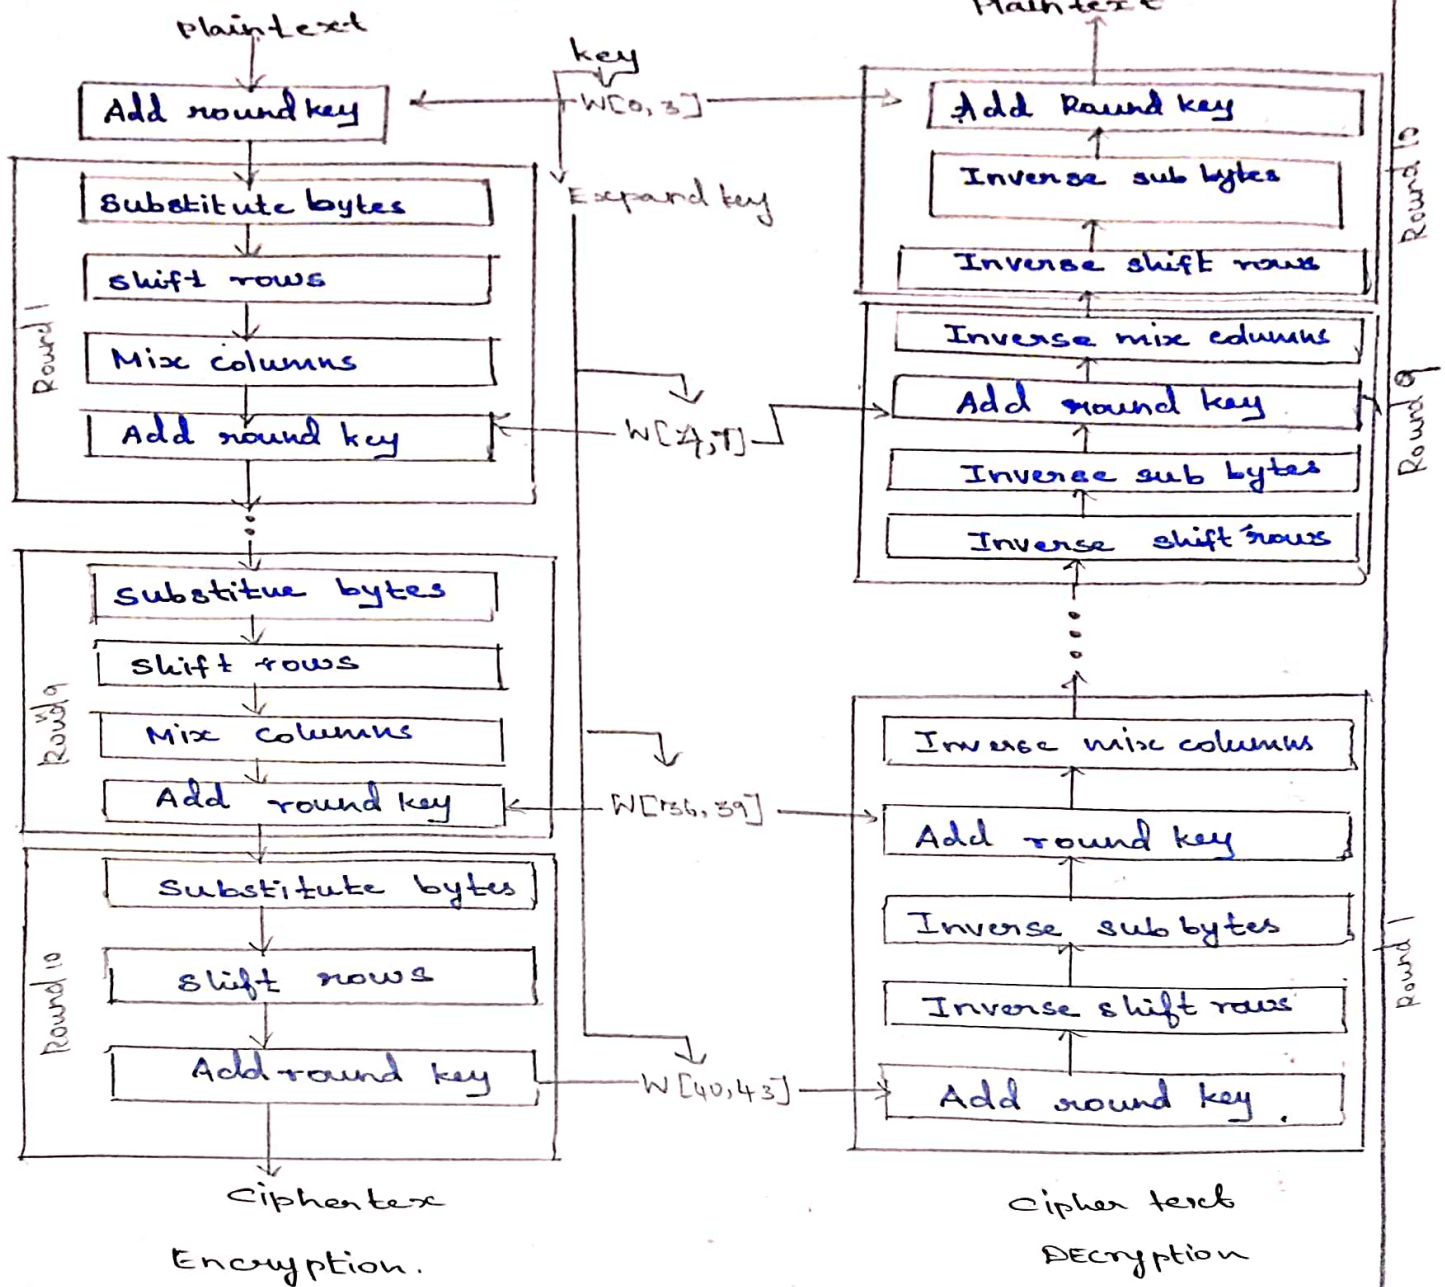 Plaintext
Add round key
Substitute bytes
Shift rows
Mix columns
Add round key
Round 1
Substitue bytes
Shift rows
Mix columns
Add round key
Round 9
Substitute bytes
Shift rows
Add round key
Round 10
Ciphertex
Encryption.
key
W[0, 3]
Expand key
W[4,7]
W[36, 39]
W[40,43]
Plaintext
Add Round key
Inverse sub bytes
Inverse shift rows
Round 10
Inverse mix columns
Add round key
Inverse sub bytes
Inverse shift rows
Round 9
Inverse mix columns
Add round key
Inverse sub bytes
Inverse shift rows
Add round key
Round 1
Cipher text
DEcryption